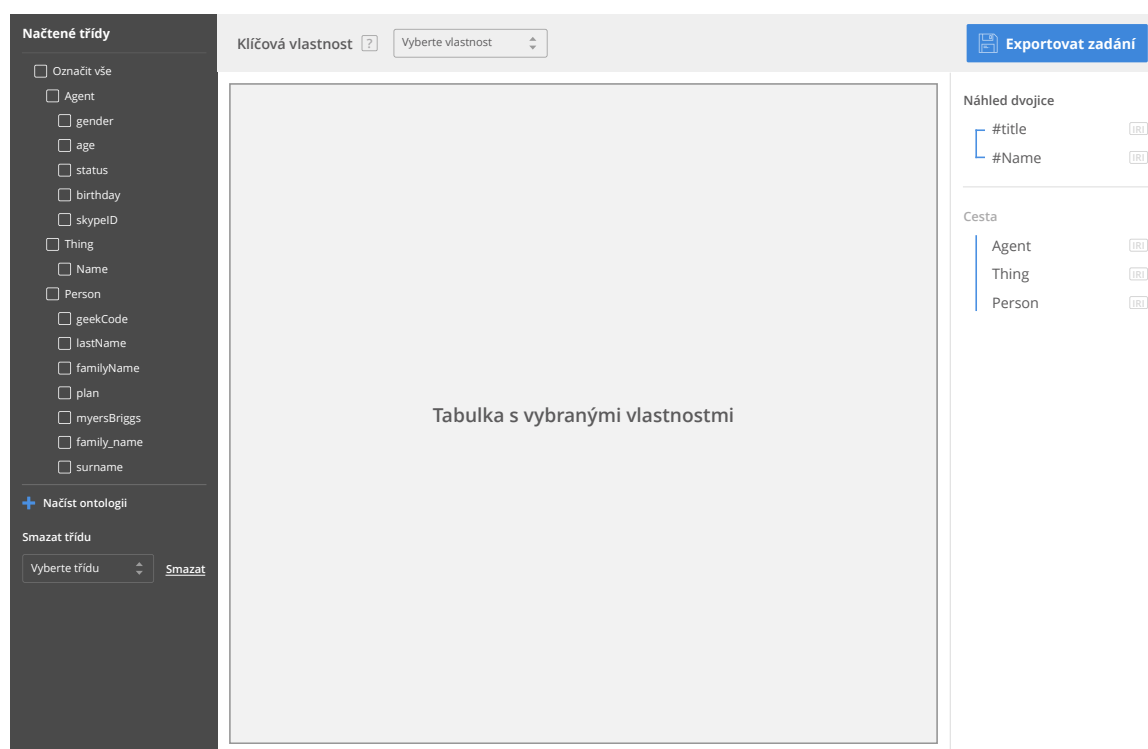 Načtené třídy
Označit vše
Agent
gender
age
status
birthday
skypeID
Thing
Name
Person
geekCode
lastName
familyName
plan
myersBriggs
family_name
surname
Načíst ontologii
Smazat třídu
Vyberte třídu Smazat
Klíčová vlastnost ? Vyberte vlastnost
Exportovat zadání
Tabulka s vybranými vlastnostmi
Náhled dvojice
#title IRI
#Name IRI
Cesta
Agent IRI
Thing IRI
Person IRI